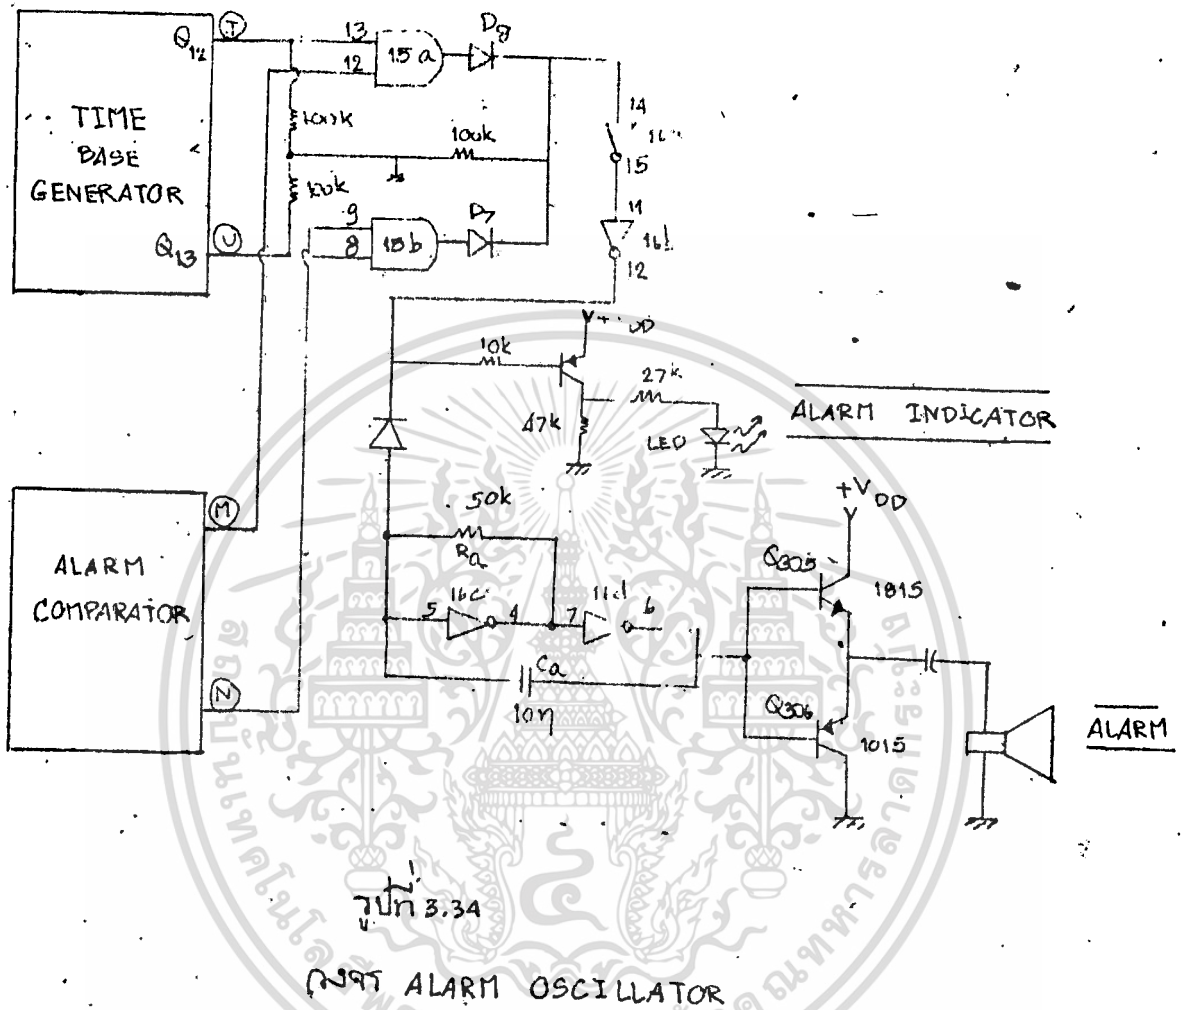 Q12
T
TIME
BASE
GENERATOR
Q13
U
13
12
15a
D8
100k
100k
100k
9
8
15b
D7
14
15
11
12
+VDD
10k
47k
27k
LED
ALARM INDICATOR
ALARM
COMPARATOR
M
N
50k
Ra
16c
5
4
7
6
Ca
10n
+VDD
Q305
1815
Q306
1015
ALARM
รูปที่ 3.34
วงจร ALARM OSCILLATOR